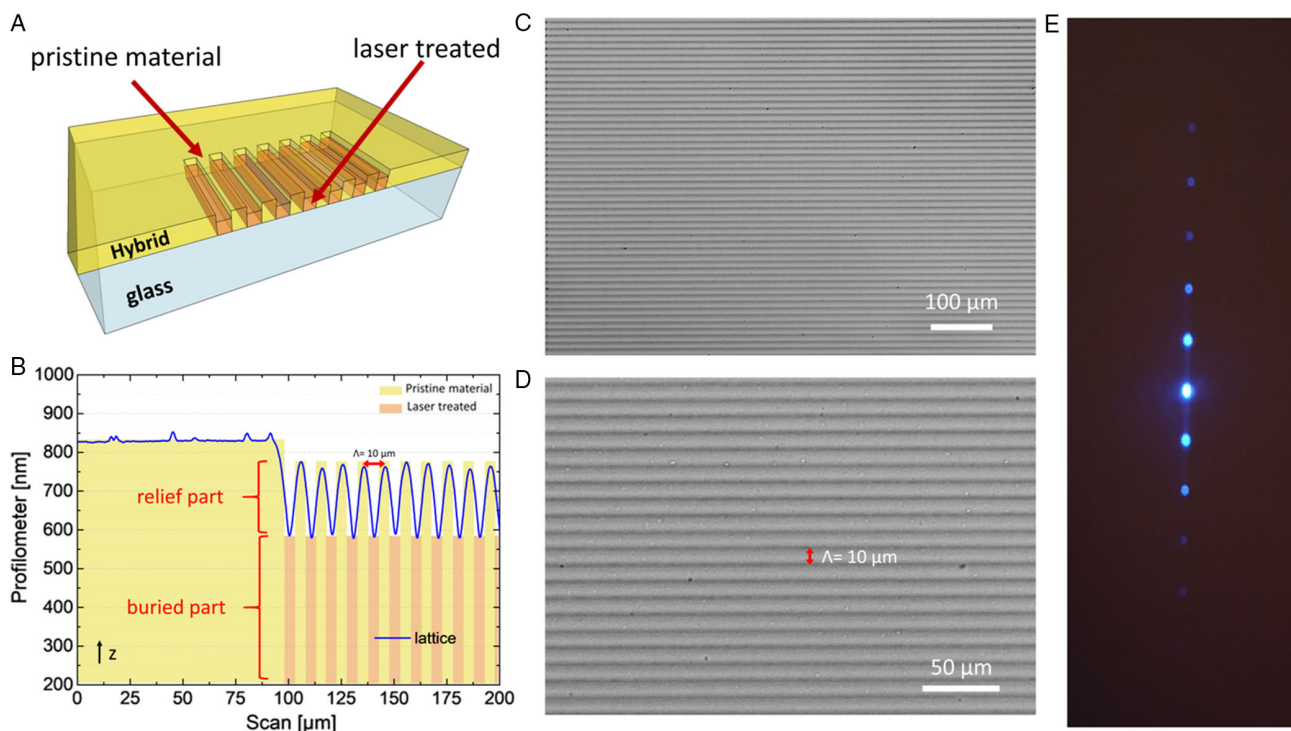 A
pristine material
laser treated
Hybrid
glass
B
1000
900
800
700
600
500
400
300
200
Profilometer [nm]
Pristine material
Laser treated
Λ= 10 µm
relief part
buried part
lattice
z
0
25
50
75
100
125
150
175
200
Scan [µm]
C
100 µm
D
Λ= 10 µm
50 µm
E